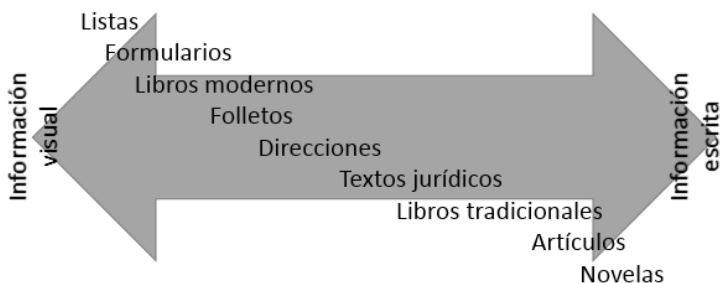 Listas
Formularios
Libros modernos
Folletos
Direcciones
Textos jurídicos
Libros tradicionales
Artículos
Novelas
Información
visual
Información
escrita